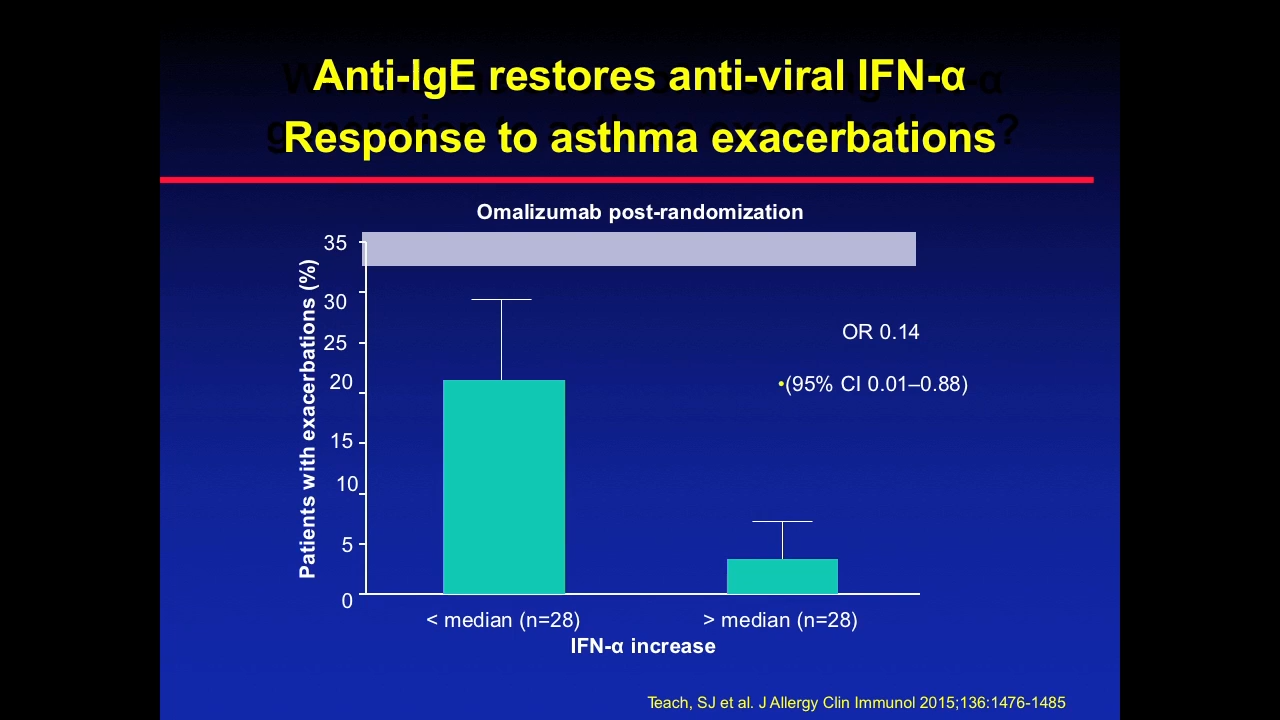 Anti-IgE restores anti-viral IFN-α
Response to asthma exacerbations
Omalizumab post-randomization
Patients with exacerbations (%)
35
30
25
20
15
10
5
0
OR 0.14
•(95% CI 0.01–0.88)
< median (n=28)
> median (n=28)
IFN-α increase
Teach, SJ et al. J Allergy Clin Immunol 2015;136:1476-1485